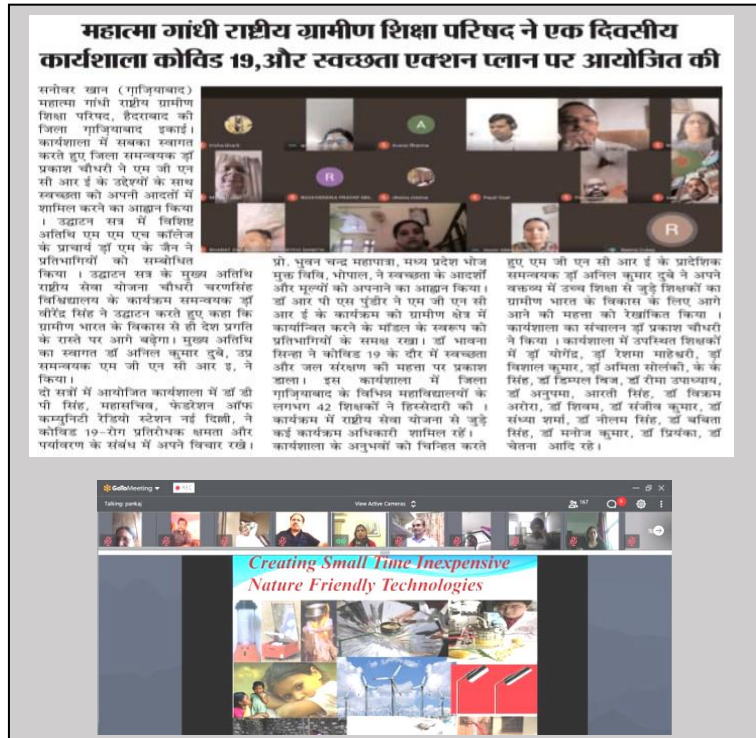 महात्मा गांधी राष्टीय ग्रामीण शिक्षा परिषद ने एक दिवसीय
कार्यशाला कोविड 19,और स्वच्छता एक्शन प्लान पर आयोजित की
सनोवर खान (गाज़ियाबाद)
महात्मा गांधी राष्ट्रीय ग्रामीण
शिक्षा परिषद, हैदराबाद की
जिला गाज़ियाबाद इकाई।
कार्यशाला में सबका स्वागत
करते हुए जिला समन्वयक डॉ
प्रकाश चौधरी ने एम जी एन
सी आर ई के उद्देश्यों के साथ
स्वच्छता को अपनी आदतों में
शामिल करने का आह्वान किया
। उद्घाटन सत्र में विशिष्ट
अतिथि एम एम एच कॉलेज
के प्राचार्य डॉ एम के जैन ने
प्रतिभागियों को सम्बोधित
किया । उद्घाटन सत्र के मुख्य अतिथि
राष्ट्रीय सेवा योजना चौधरी चरणसिंह
विश्विद्यालय के कार्यक्रम समन्वयक डॉ
वीरेंद्र सिंह ने उद्घाटन करते हुए कहा कि
ग्रामीण भारत के विकास से ही देश प्रगति
के रास्ते पर आगे बढ़ेगा। मुख्य अतिथि
का स्वागत डॉ अनिल कुमार दुबे, उप्र
समन्वयक एम जी एन सी आर इ, ने
किया।
दो सत्रों में आयोजित कार्यशाला में डॉ डी
पी सिंह, महासचिव, फेडरेशन ऑफ
कम्युनिटी रेडियो स्टेशन नई दिल्ली, ने
कोविड 19-रोग प्रतिरोधक क्षमता और
पर्यावरण के संबंध में अपने विचार रखे।
प्रो. भुवन चन्द्र महापात्रा, मध्य प्रदेश भोज
मुक्त विवि, भोपाल, ने स्वच्छता के आदर्शों
और मूल्यों को अपनाने का आह्वान किया।
डॉ आर पी एस पुंडीर ने एम जी एन सी
आर ई के कार्यक्रम को ग्रामीण क्षेत्र में
कार्यान्वित करने के मॉडल के स्वरूप को
प्रतिभागियों के समक्ष रखा। डॉ भावना
सिन्हा ने कोविड 19 के दौर में स्वच्छता
और जल संरक्षण की महत्ता पर प्रकाश
डाला। इस कार्यशाला में जिला
गाज़ियाबाद के विभिन्न महाविद्यालयों के
लगभग 42 शिक्षकों ने हिस्सेदारी की ।
कार्यक्रम में राष्ट्रीय सेवा योजना से जुड़े
कई कार्यक्रम अधिकारी शामिल रहें।
कार्यशाला के अनुभवों को चिन्हित करते
हुए एम जी एन सी आर ई के प्रादेशिक
समन्वयक डॉ अनिल कुमार दुबे ने अपने
वक्तव्य में उच्च शिक्षा से जुड़े शिक्षकों का
ग्रामीण भारत के विकास के लिए आगे
आने की महत्ता को रेखांकित किया ।
कार्यशाला का संचालन डॉ प्रकाश चौधरी
ने किया । कार्यशाला में उपस्थित शिक्षकों
में डॉ योगेंद्र, डॉ रेशमा माहेश्वरी, डॉ
विशाल कुमार, डॉ अमिता सोलंकी, के के
सिंह, डॉ डिम्पल विज, डॉ रीमा उपाध्याय,
डॉ अनुपमा, आरती सिंह, डॉ विक्रम
अरोरा, डॉ शिवम, डॉ संजीव कुमार, डॉ
संध्या शर्मा, डॉ नीलम सिंह, डॉ बबिता
सिंह, डॉ मनोज कुमार, डॉ प्रियंका, डॉ
चेतना आदि रहे।
A
R
R
GoToMeeting
REC
Talking: pankaj
View Active Cameras
167
Creating Small Time Inexpensive
Nature Friendly Technologies